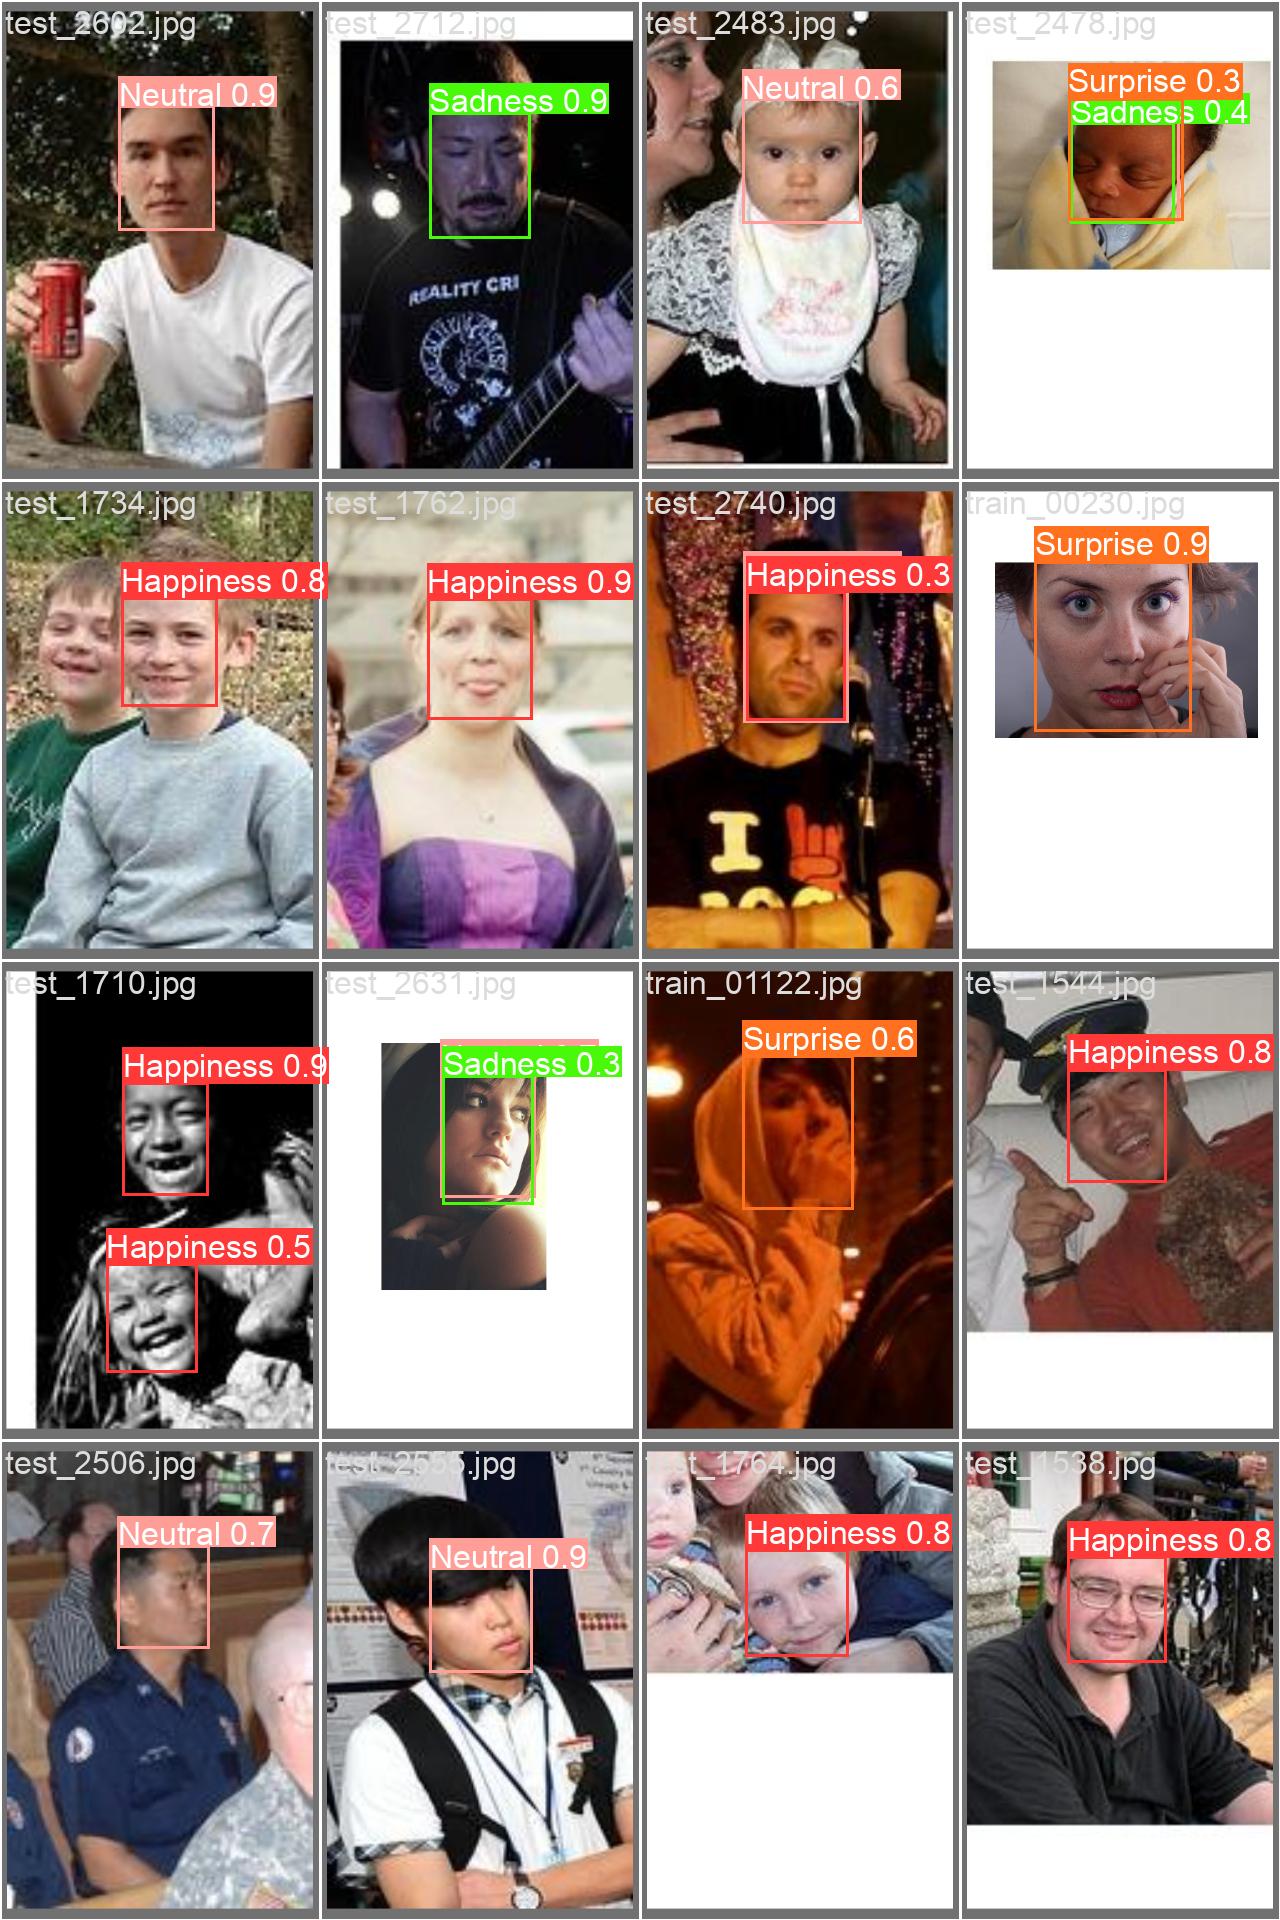 test_2602.jpg
Neutral 0.9
test_2712.jpg
Sadness 0.9
REALITY CRI
test_2483.jpg
Neutral 0.6
test_2478.jpg
Surprise 0.3
Sadness 0.4
test_1734.jpg
Happiness 0.8
test_1762.jpg
Happiness 0.9
test_2740.jpg
Happiness 0.3
I
train_00230.jpg
Surprise 0.9
test_1710.jpg
Happiness 0.9
Happiness 0.5
test_2631.jpg
Sadness 0.3
train_01122.jpg
Surprise 0.6
test_1544.jpg
Happiness 0.8
test_2506.jpg
Neutral 0.7
test_2555.jpg
Neutral 0.9
test_1764.jpg
Happiness 0.8
test_1538.jpg
Happiness 0.8